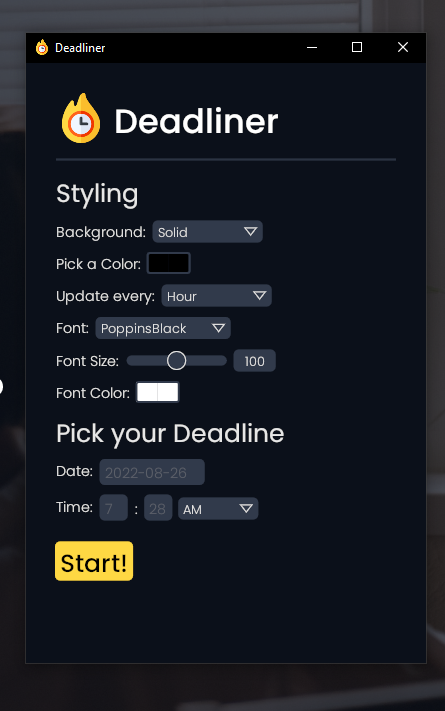 Deadliner
Deadliner
Styling
Background: Solid
Pick a Color:
Update every: Hour
Font: PoppinsBlack
Font Size: 100
Font Color:
Pick your Deadline
Date: 2022-08-26
Time: 7 : 28 AM
Start!